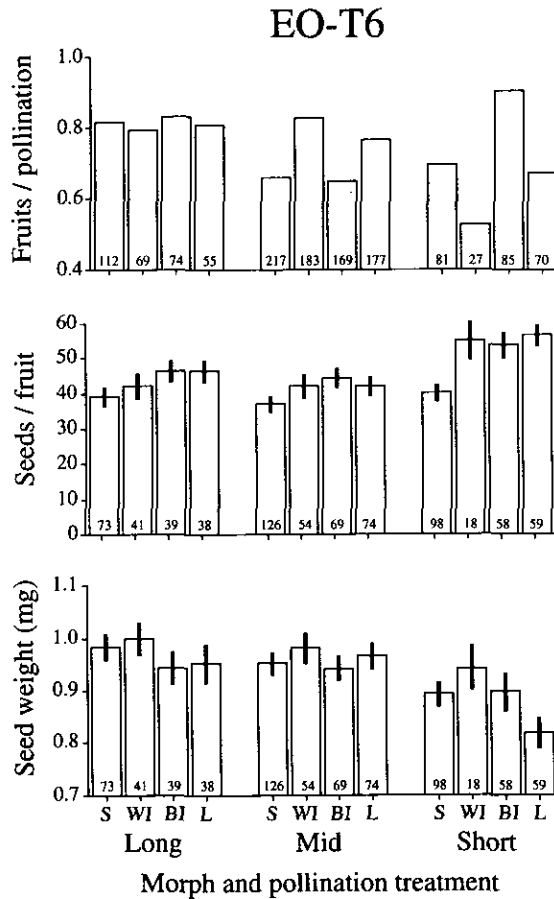 EO-T6
Fruits / pollination
1.0
0.8
0.6
0.4
112 69 74 55 217 183 169 177 81 27 85 70
Seeds / fruit
60
50
40
30
20
10
0
73 41 39 38 126 54 69 74 98 18 58 59
Seed weight (mg)
1.1
1.0
0.9
0.8
0.7
73 41 39 38 126 54 69 74 98 18 58 59
S WI BI L S WI BI L S WI BI L
Long Mid Short
Morph and pollination treatment